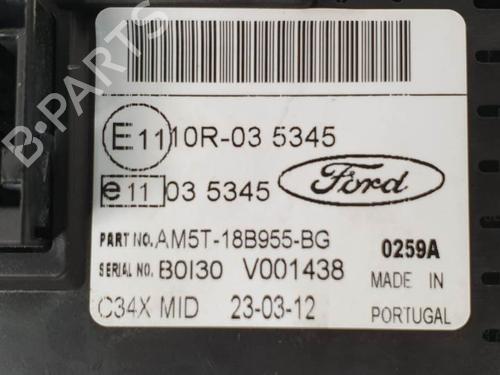 E11 10R-03 5345
e 11 03 5345 Ford
PART NO. AM5T-18B955-BG 0259A
SERIAL NO. B0I30 V001438 MADE IN
C34X MID 23-03-12 PORTUGAL
B-PARTS